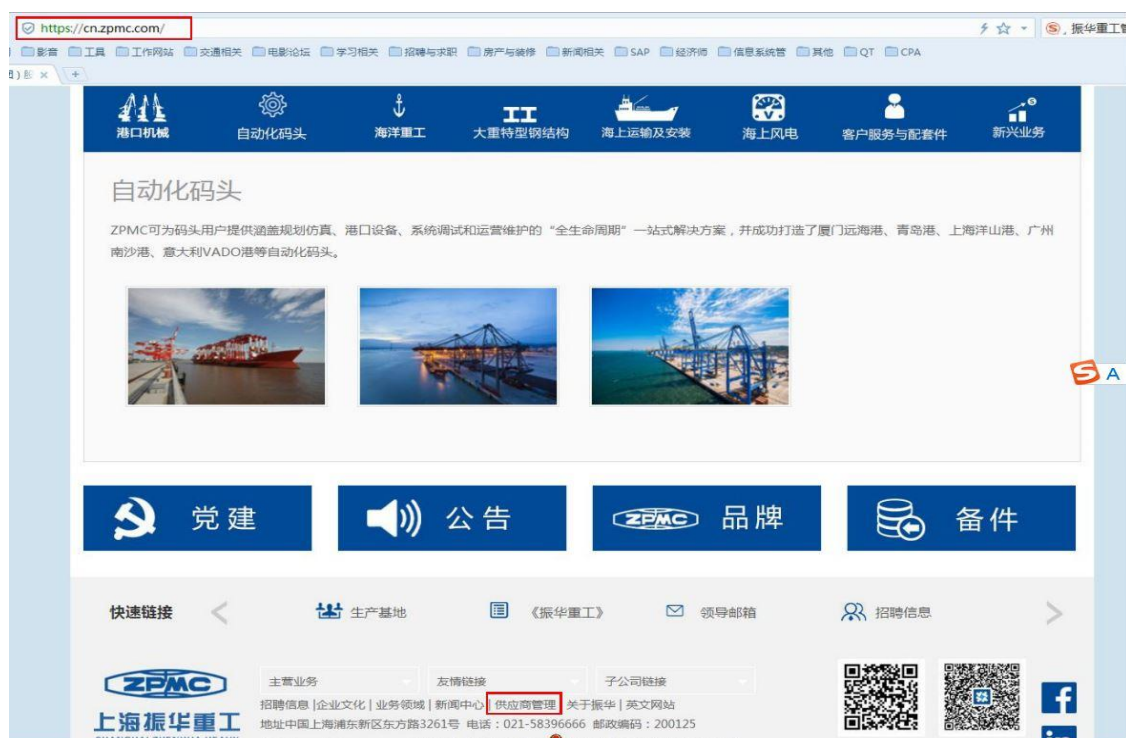 https://cn.zpmc.com/
振华重工
影音 工具 工作网站 交通相关 电影论坛 学习相关 招聘与求职 房产与装修 新闻相关 SAP 经济师 信息系统管 其他 QT CPA
港口机械 自动化码头 海洋重工 大重特型钢结构 海上运输及安装 海上风电 客户服务与配套件 新兴业务
自动化码头
ZPMC可为码头用户提供涵盖规划仿真、港口设备、系统调试和运营维护的“全生命周期”一站式解决方案，并成功打造了厦门远海港、青岛港、上海洋山港、广州
南沙港、意大利VADO港等自动化码头。
A
党建 公告 ZPMC 品牌 备件
快速链接 生产基地 《振华重工》 领导邮箱 招聘信息
ZPMC
上海振华重工
主营业务 友情链接 子公司链接
招聘信息|企业文化|业务领域|新闻中心|供应商管理 关于振华|英文网站
地址中国上海浦东新区东方路3261号 电话：021-58396666 邮政编码：200125